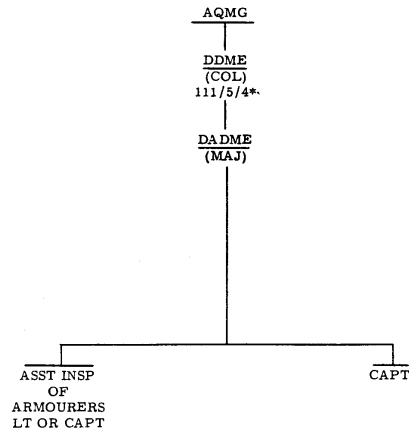 AQMG
DDME
(COL)
111/5/4*
DADME
(MAJ)
ASST INSP
OF
ARMOURERS
LT OR CAPT
CAPT